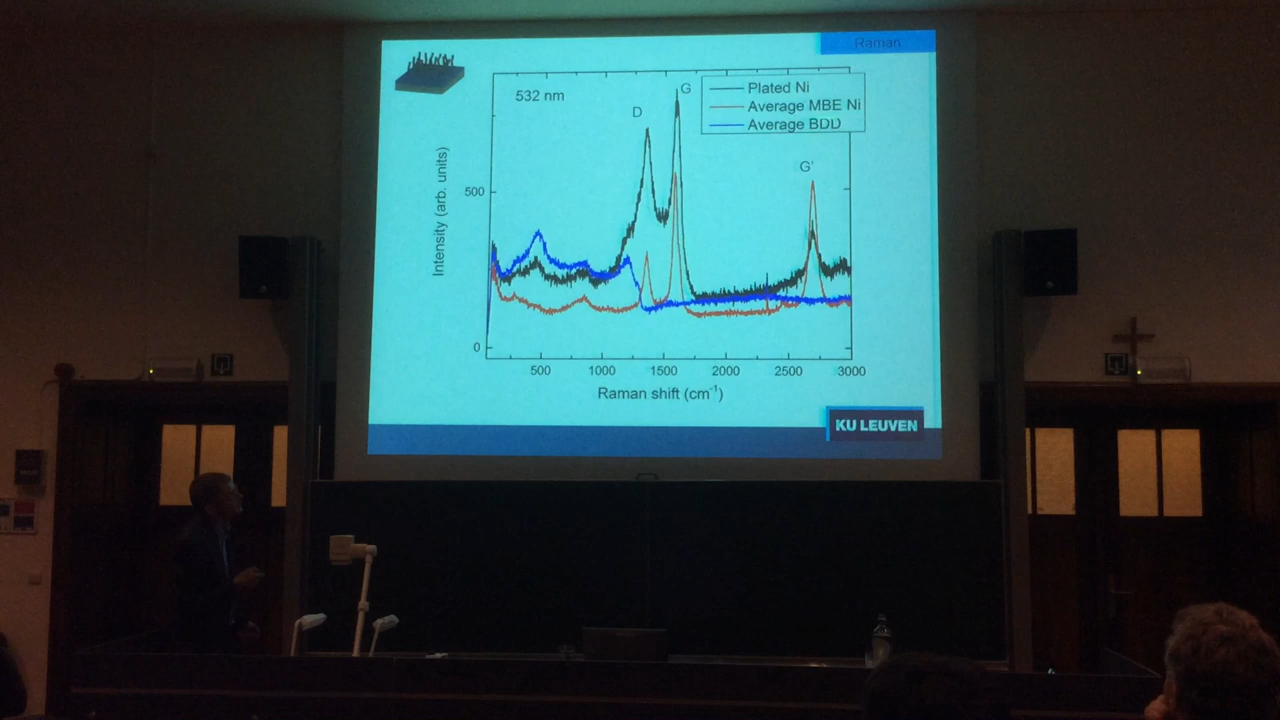 Raman
532 nm
D
G
G'
Plated Ni
Average MBE Ni
Average BDD
Intensity (arb. units)
500
0
500
1000
1500
2000
2500
3000
Raman shift (cm⁻¹)
KU LEUVEN